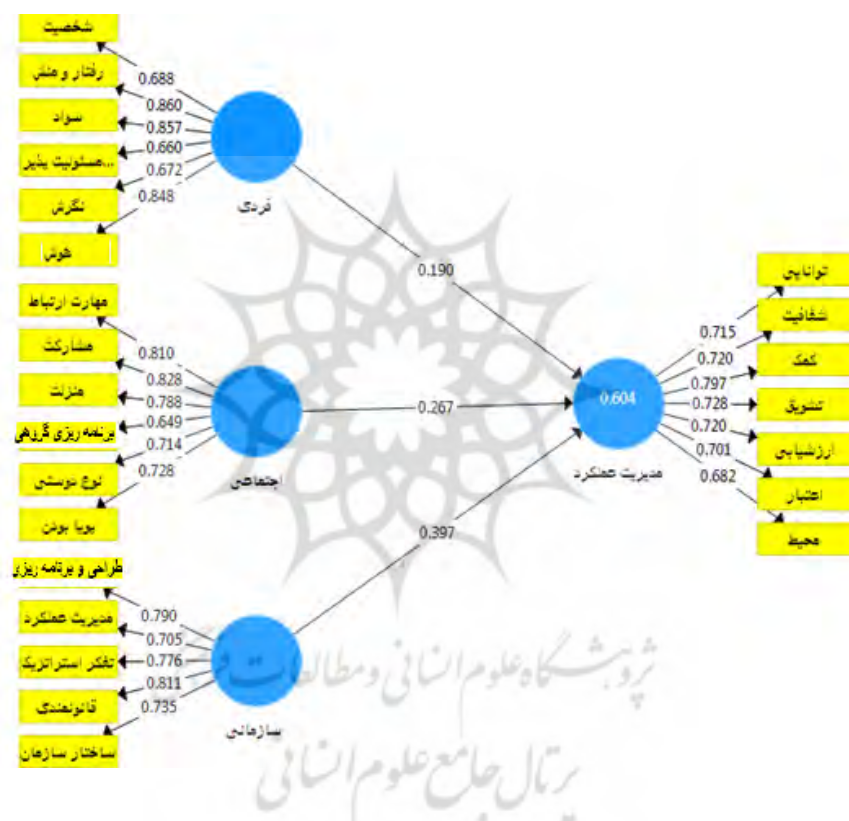 شخصیت
رفتار و منش
سواد
مسئولیت پذیر...
نگرش
هوش
0.688
0.860
0.857
0.660
0.672
0.848
فردی
0.190
مهارت ارتباط
مشارکت
منزلت
برنامه ریزی گروهی
نوع دوستی
پویا بودن
0.810
0.828
0.788
0.649
0.714
0.728
اجتماعی
0.267
طراحی و برنامه ریزی
مدیریت عملکرد
تفکر استراتژیک
قانونمندی
ساختار سازمان
0.790
0.705
0.776
0.811
0.735
سازمانی
0.397
0.604
مدیریت عملکرد
0.715
0.720
0.797
0.728
0.720
0.701
0.682
توانایی
شفافیت
کمک
تشویق
ارزشیابی
اعتبار
محیط
پژوهشگاه علوم انسانی و مطالعات
پرتال جامع علوم انسانی